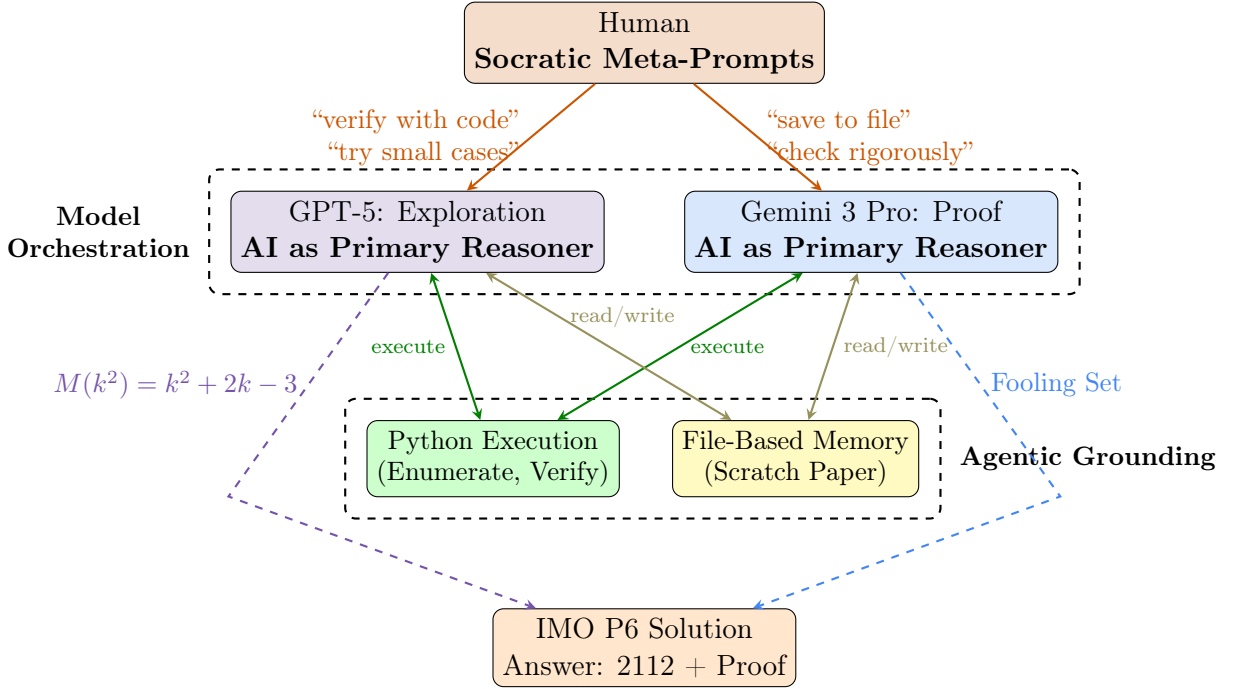 Human
Socratic Meta-Prompts
“verify with code”
“try small cases”
“save to file”
“check rigorously”
Model
Orchestration
GPT-5: Exploration
AI as Primary Reasoner
Gemini 3 Pro: Proof
AI as Primary Reasoner
read/write
execute
execute
read/write
M(k²) = k² + 2k − 3
Fooling Set
Python Execution
(Enumerate, Verify)
File-Based Memory
(Scratch Paper)
Agentic Grounding
IMO P6 Solution
Answer: 2112 + Proof